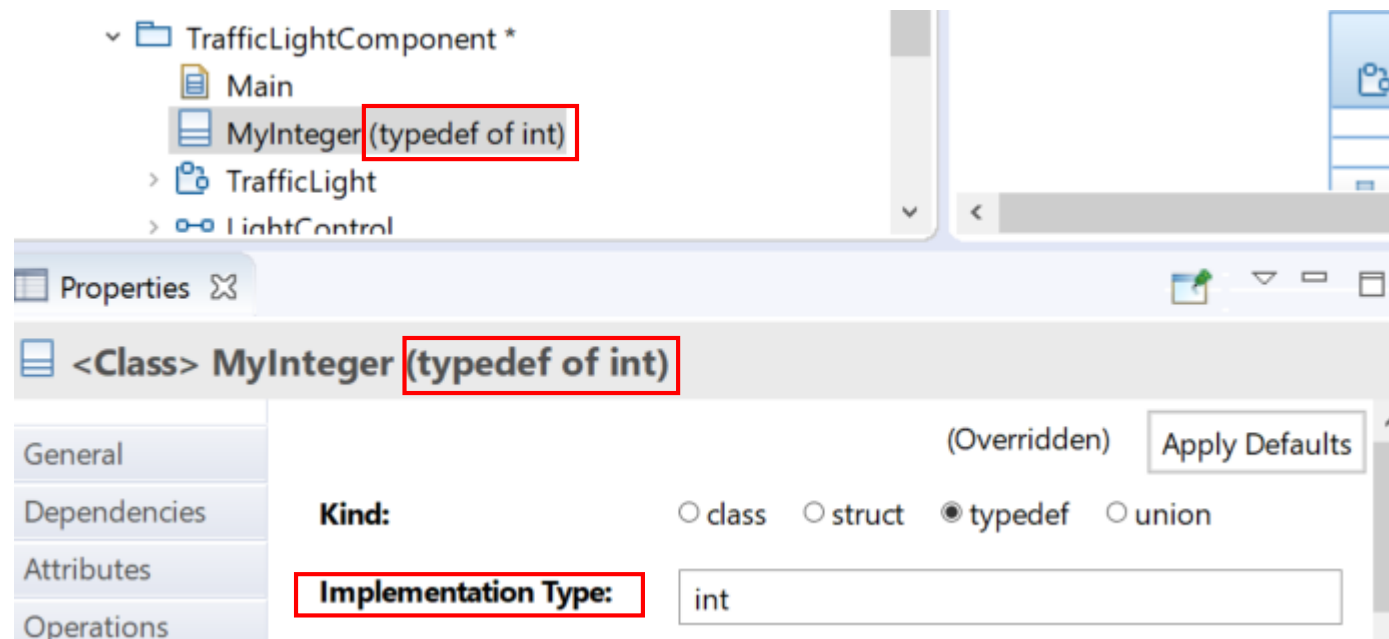 TrafficLightComponent *
Main
MyInteger (typedef of int)
TrafficLight
LightControl
Properties
<Class> MyInteger (typedef of int)
(Overridden) Apply Defaults
General
Dependencies
Kind: class struct typedef union
Attributes
Implementation Type: int
Operations